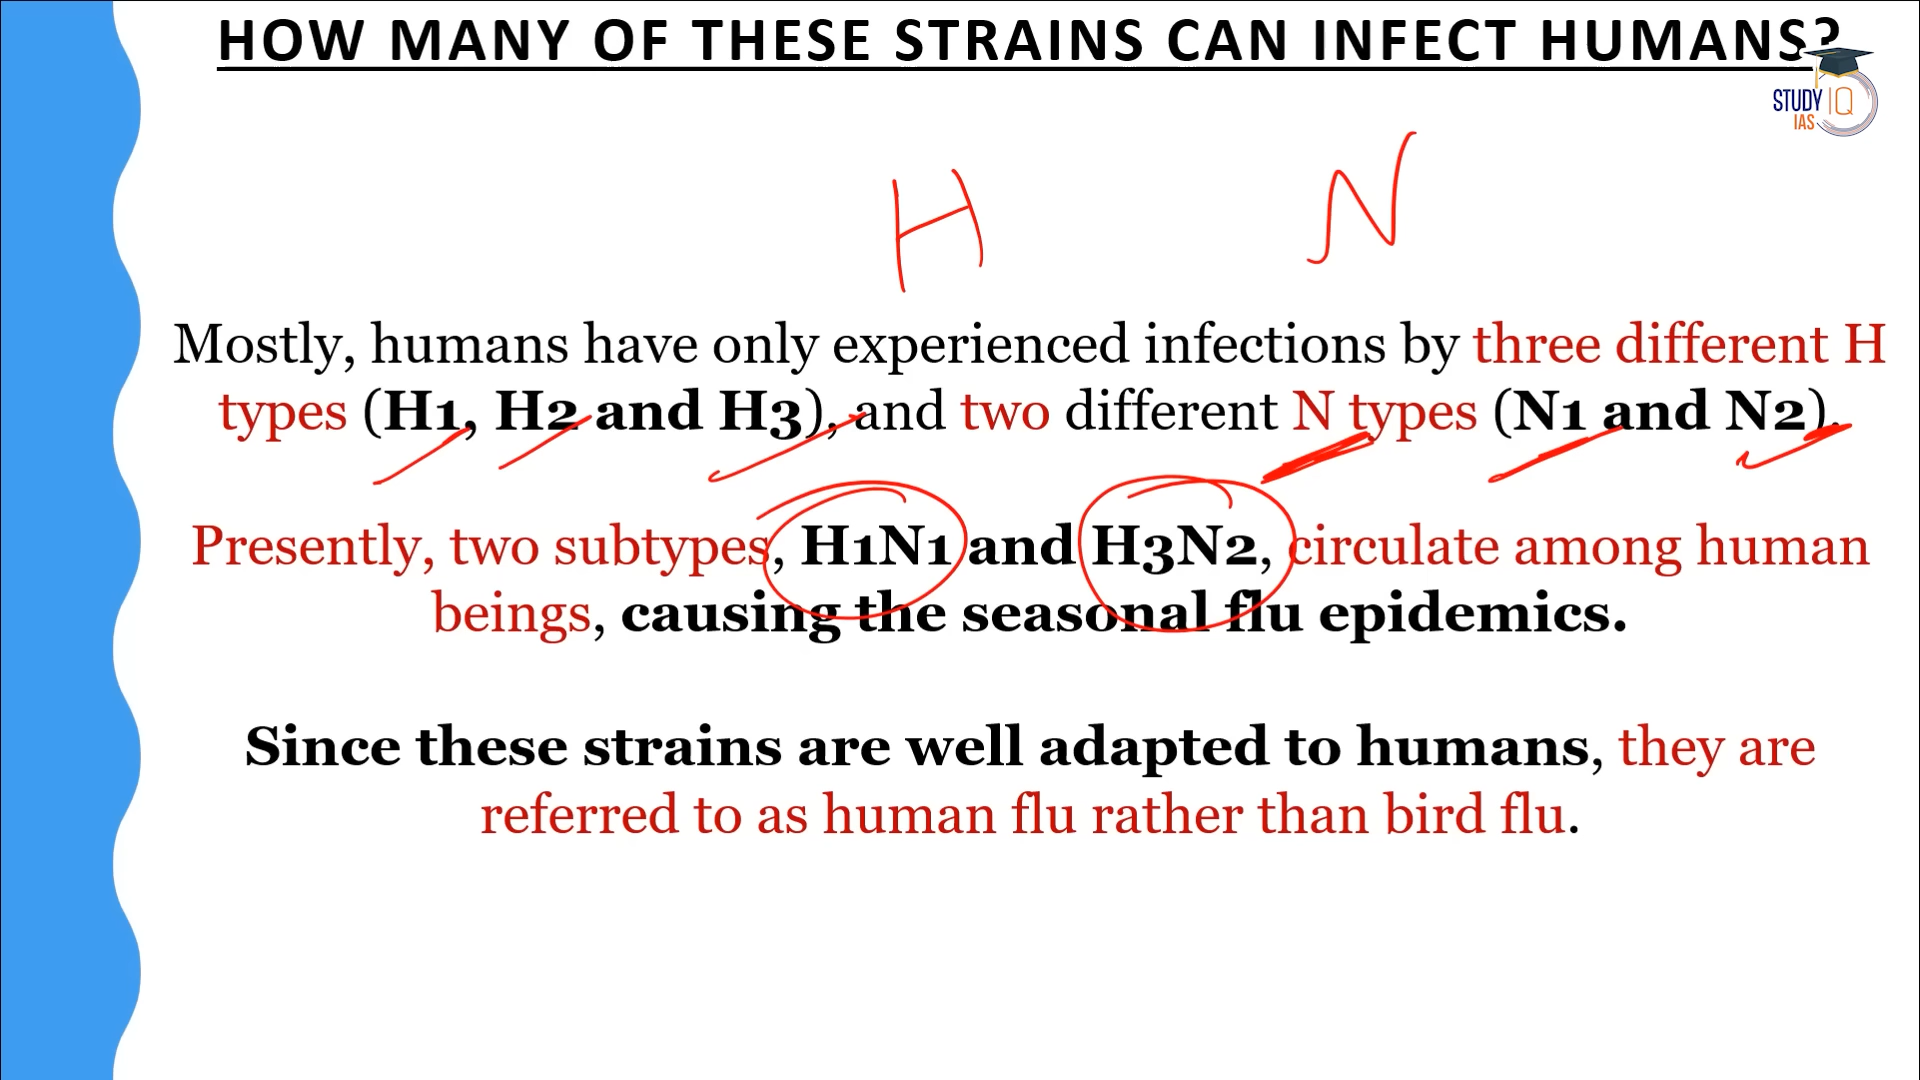 HOW MANY OF THESE STRAINS CAN INFECT HUMANS?
STUDY IQ
IAS
H N
Mostly, humans have only experienced infections by three different H
types (H1, H2 and H3), and two different N types (N1 and N2).
Presently, two subtypes, H1N1 and H3N2, circulate among human
beings, causing the seasonal flu epidemics.
Since these strains are well adapted to humans, they are
referred to as human flu rather than bird flu.